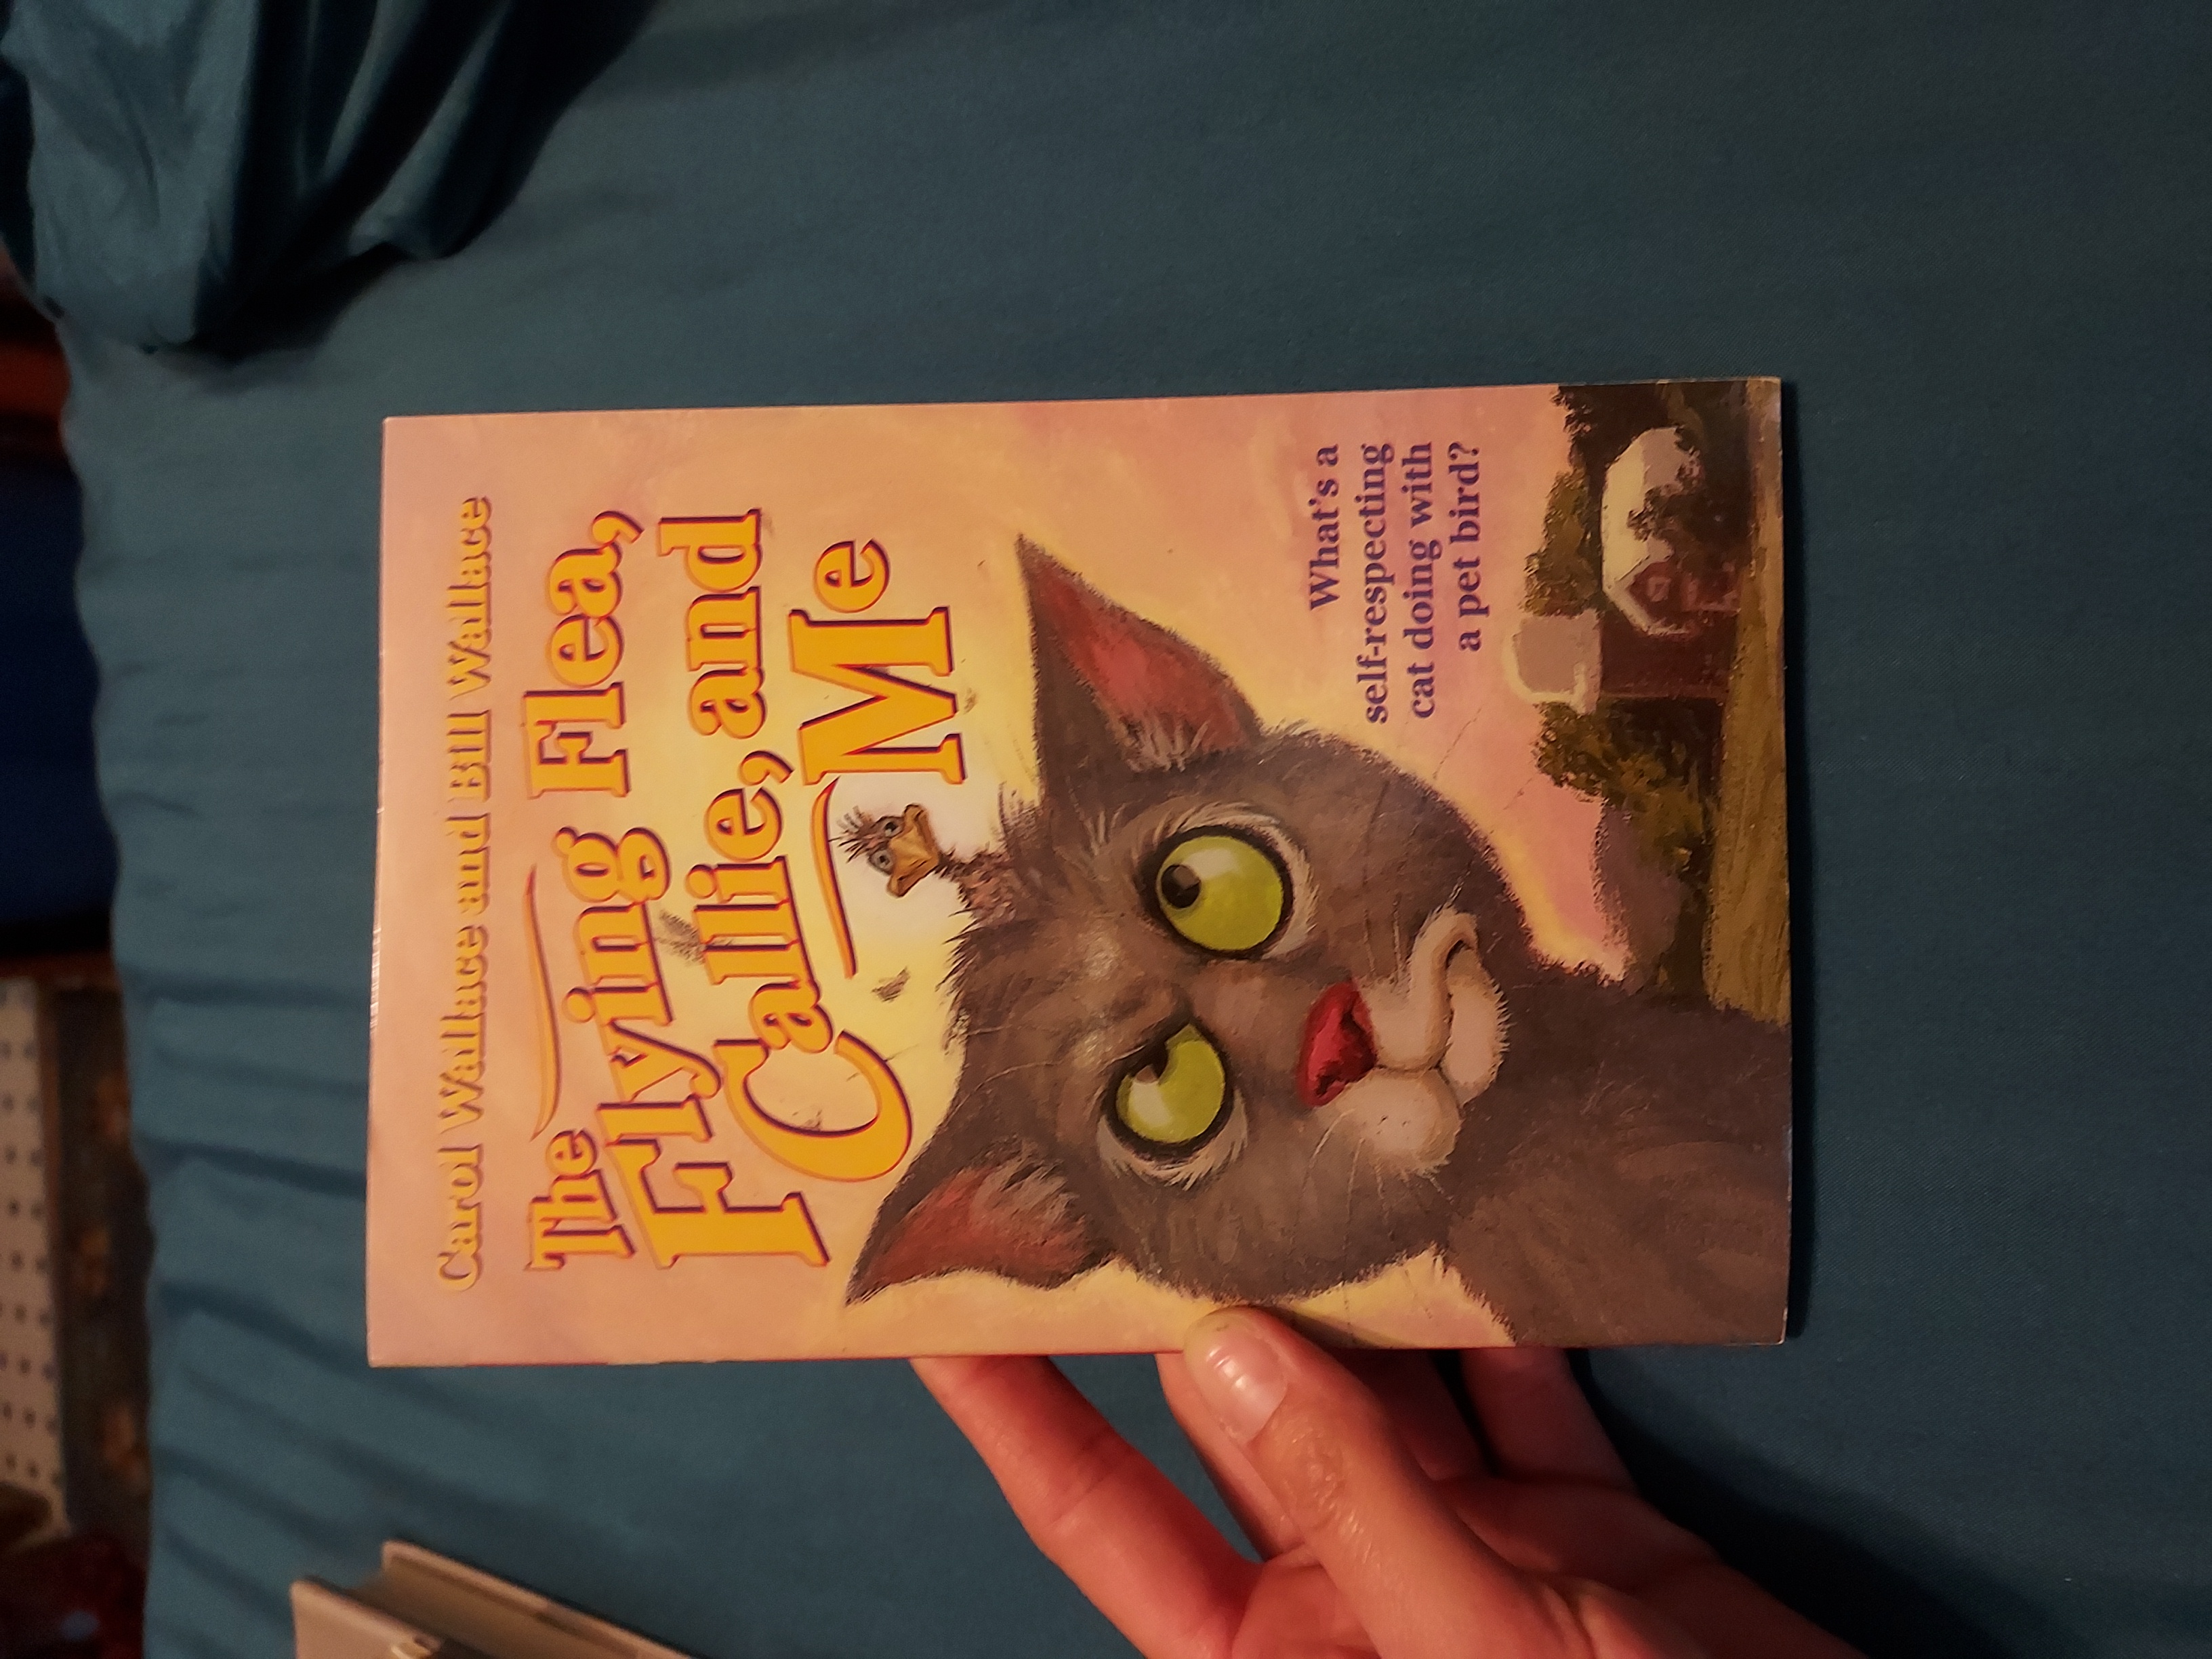 Carol Wallace and Bill Wallace
The
Flying Flea,
Callie, and
Me
What's a
self-respecting
cat doing with
a pet bird?